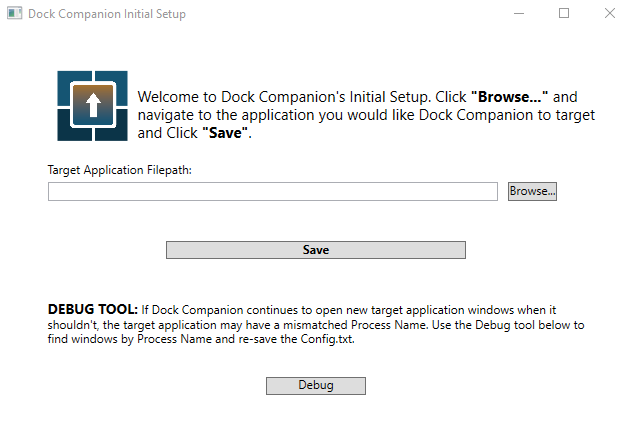 Dock Companion Initial Setup
Welcome to Dock Companion's Initial Setup. Click "Browse..." and
navigate to the application you would like Dock Companion to target
and Click "Save".
Target Application Filepath:
Browse...
Save
DEBUG TOOL: If Dock Companion continues to open new target application windows when it
shouldn't, the target application may have a mismatched Process Name. Use the Debug tool below to
find windows by Process Name and re-save the Config.txt.
Debug